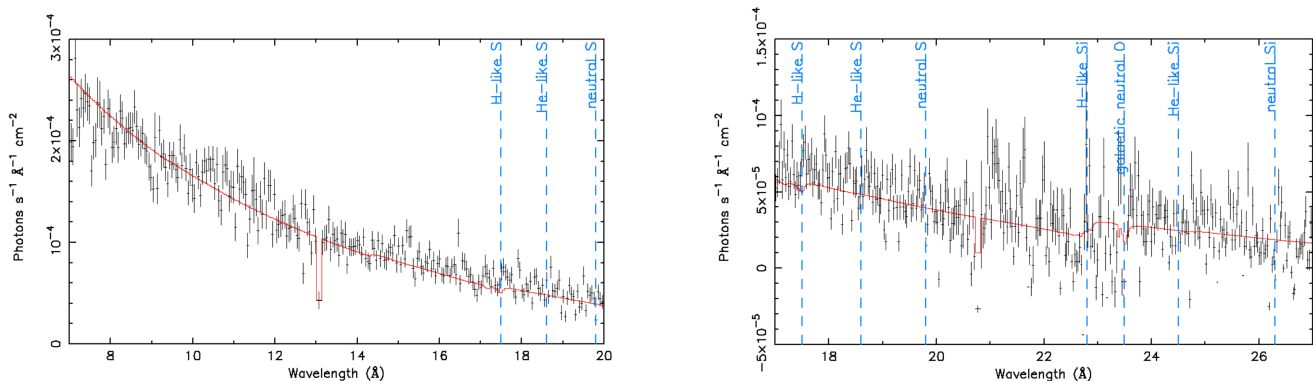 3×10⁻⁴
2×10⁻⁴
10⁻⁴
0
Photons s⁻¹ Å⁻¹ cm⁻²
H-like S
He-like S
neutral S
8 10 12 14 16 18 20
Wavelength (Å)
1.5×10⁻⁴
10⁻⁴
5×10⁻⁵
0
−5×10⁻⁵
Photons s⁻¹ Å⁻¹ cm⁻²
H-like S
He-like S
neutral S
H-like Si
galactic neutral O
He-like Si
neutral Si
18 20 22 24 26
Wavelength (Å)